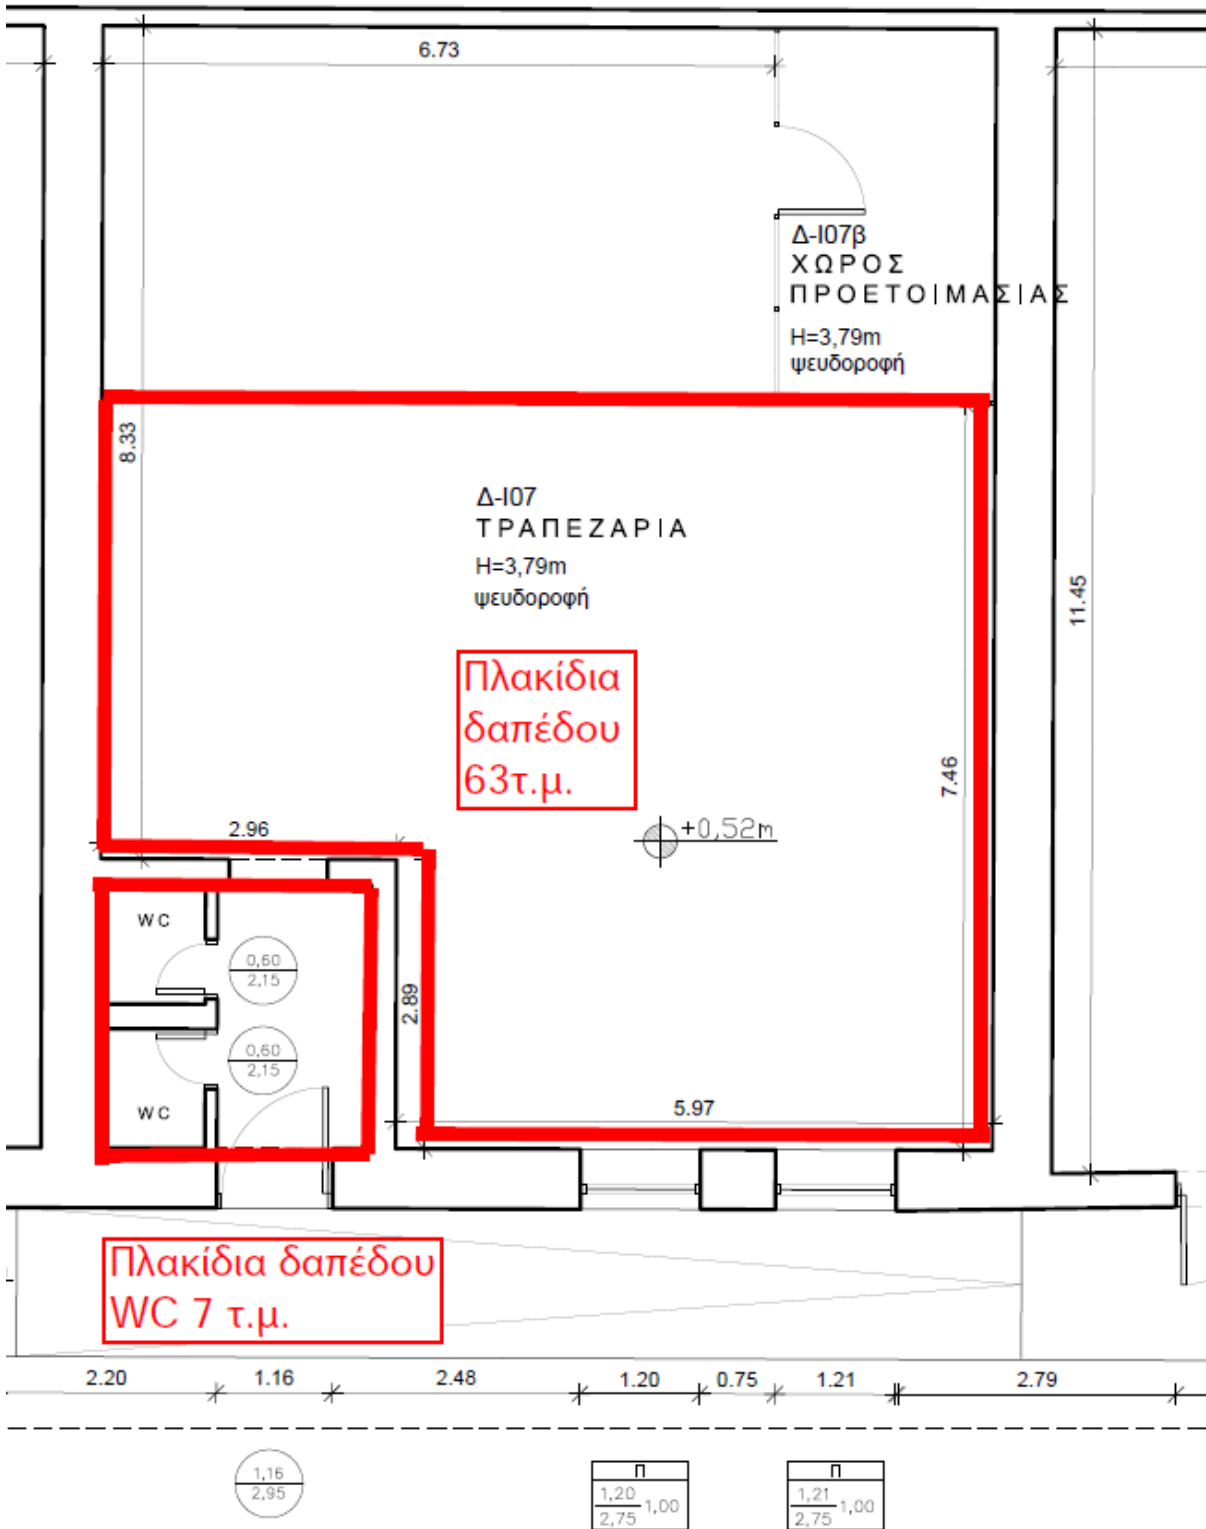 6.73
Δ-Ι07β
ΧΩΡΟΣ
ΠΡΟΕΤΟΙΜΑΣΙΑΣ
Η=3,79m
ψευδοροφή
8.33
Δ-Ι07
ΤΡΑΠΕΖΑΡΙΑ
Η=3,79m
ψευδοροφή
11.45
Πλακίδια
δαπέδου
63τ.μ.
7.46
2.96
+0,52m
WC
0,60
2,15
2.89
0,60
2,15
WC
5.97
Πλακίδια δαπέδου
WC 7 τ.μ.
2.20 1.16 2.48 1.20 0.75 1.21 2.79
1,16
2,95
Π
1,20
2,75
1,00
Π
1,21
2,75
1,00